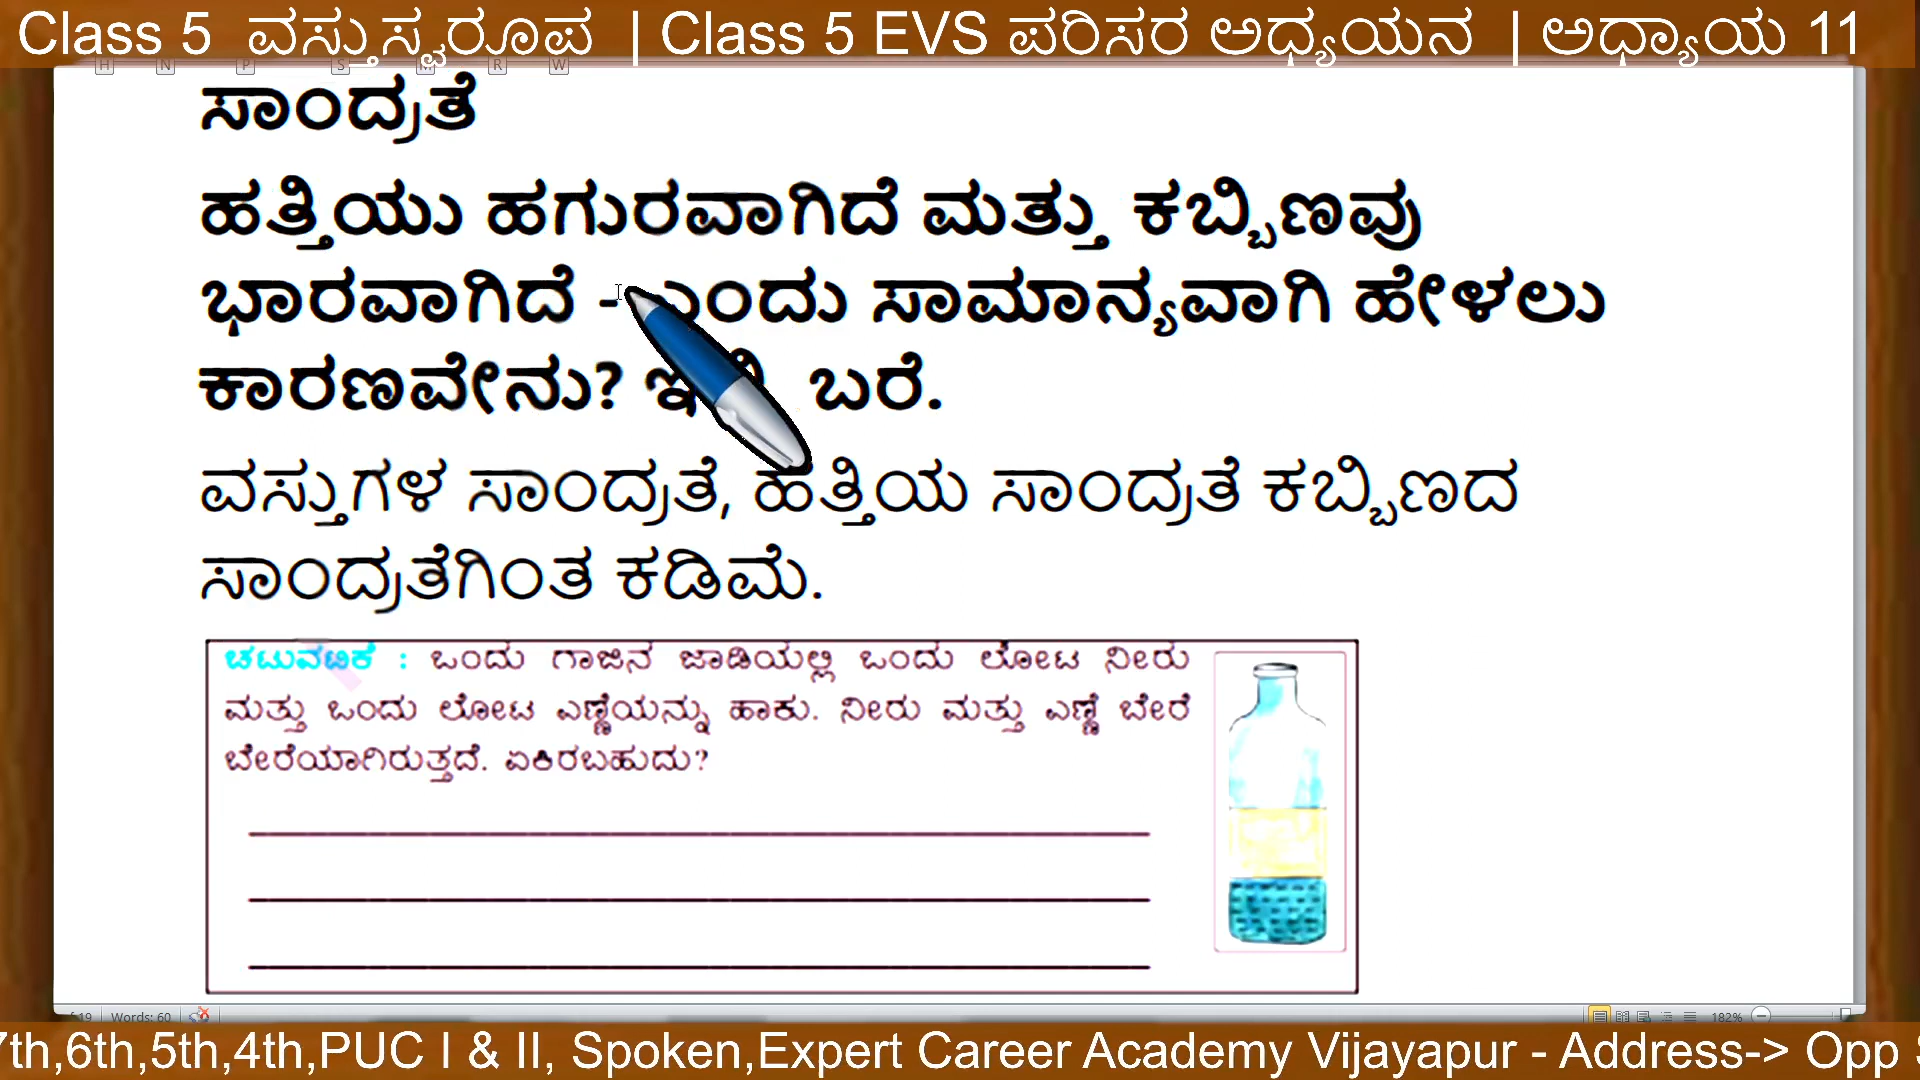 Class 5 ವಸ್ತುಸ್ವರೂಪ | Class 5 EVS ಪರಿಸರ ಅಧ್ಯಯನ | ಅಧ್ಯಾಯ 11
H N P S M R W
ಸಾಂದ್ರತೆ
ಹತ್ತಿಯು ಹಗುರವಾಗಿದೆ ಮತ್ತು ಕಬ್ಬಿಣವು
ಭಾರವಾಗಿದೆ - ಎಂದು ಸಾಮಾನ್ಯವಾಗಿ ಹೇಳಲು
ಕಾರಣವೇನು? ಬರೆ.
ವಸ್ತುಗಳ ಸಾಂದ್ರತೆ, ಹತ್ತಿಯ ಸಾಂದ್ರತೆ ಕಬ್ಬಿಣದ
ಸಾಂದ್ರತೆಗಿಂತ ಕಡಿಮೆ.
ಚಟುವಟಿಕೆ : ಒಂದು ಗಾಜಿನ ಜಾಡಿಯಲ್ಲಿ ಒಂದು ಲೋಟ ನೀರು
ಮತ್ತು ಒಂದು ಲೋಟ ಎಣ್ಣೆಯನ್ನು ಹಾಕು. ನೀರು ಮತ್ತು ಎಣ್ಣೆ ಬೇರೆ
ಬೇರೆಯಾಗಿರುತ್ತದೆ. ಏಕಿರಬಹುದು?
Words: 60 182%
7th,6th,5th,4th,PUC I & II, Spoken,Expert Career Academy Vijayapur - Address-> Opp